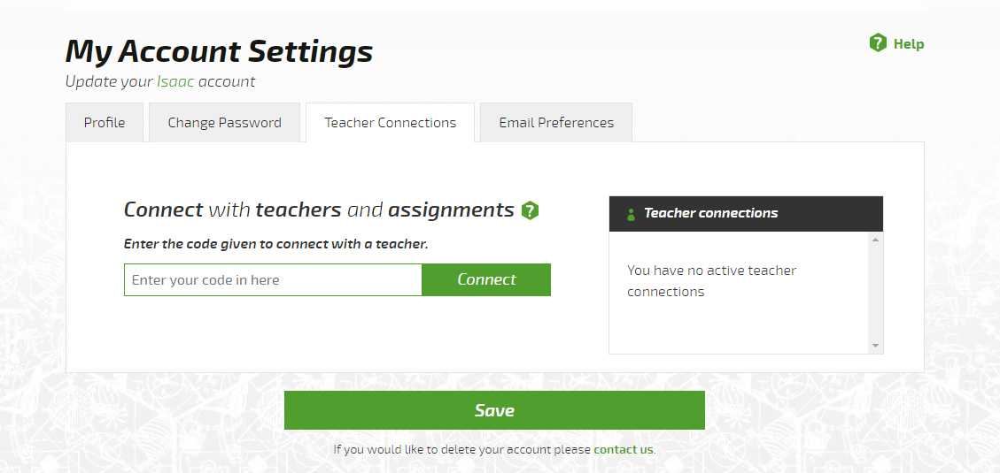 My Account Settings
Help
Update your Isaac account
Profile
Change Password
Teacher Connections
Email Preferences
Connect with teachers and assignments
Enter the code given to connect with a teacher.
Enter your code in here
Connect
Teacher connections
You have no active teacher
connections
Save
If you would like to delete your account please contact us.